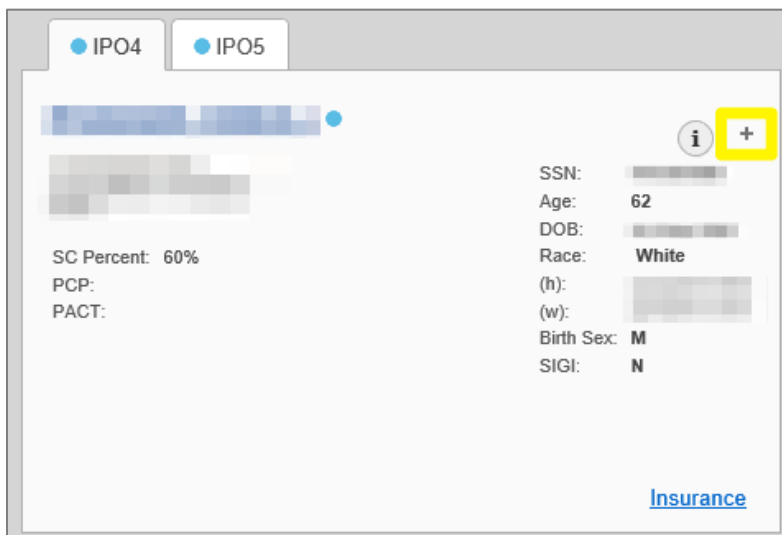 IPO4 IPO5
i +
SSN:
Age: 62
DOB:
SC Percent: 60% Race: White
PCP: (h):
PACT: (w):
Birth Sex: M
SIGI: N
Insurance